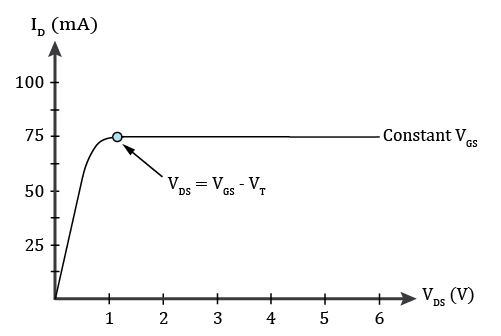 I_D (mA)
100
75
50
25
Constant V_GS
V_DS = V_GS - V_T
1 2 3 4 5 6
V_DS (V)